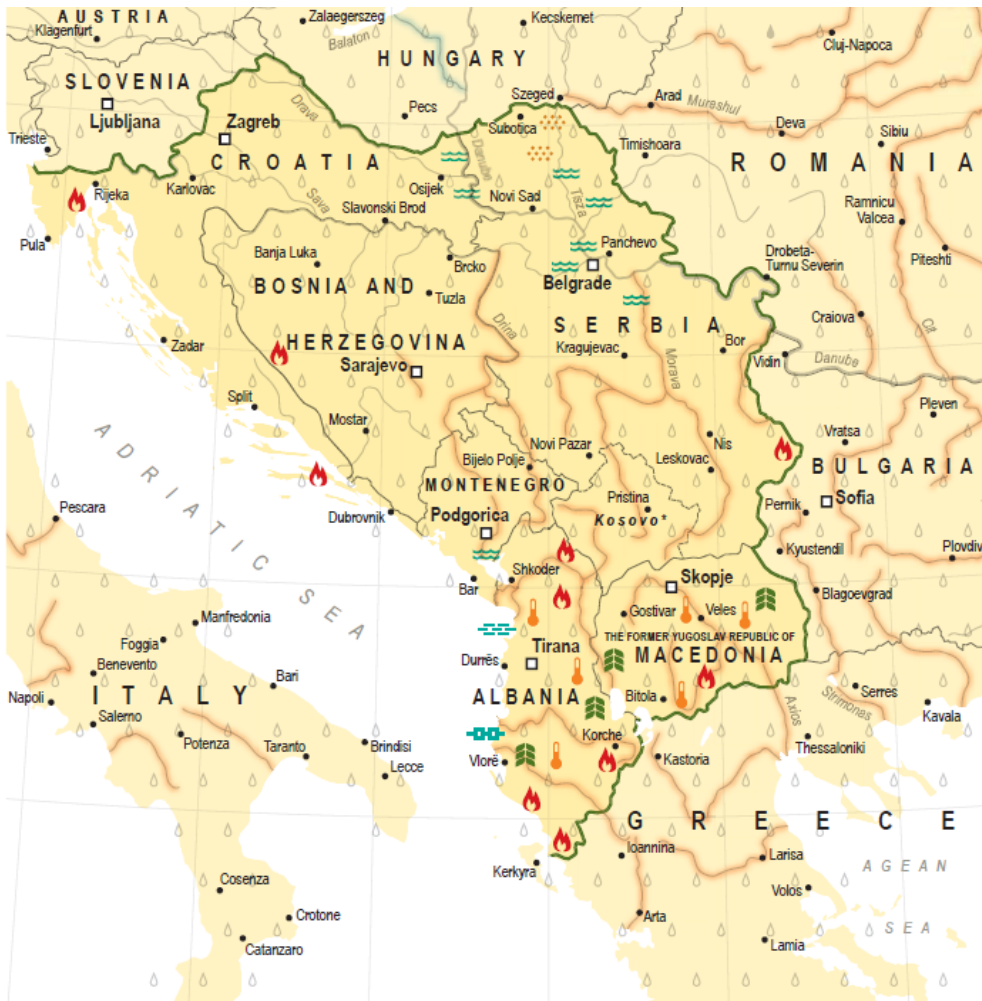 AUSTRIA
Zalaegerszeg
Kecskemet
Klagenfurt
Balaton
Cluj-Napoca
HUNGARY
SLOVENIA
Szeged
Arad
Mureshul
Ljubljana
Drava
Pecs
Subotica
Deva
Sibiu
Trieste
Zagreb
Danube
Timishoara
ROMANIA
CROATIA
Rijeka
Karlovac
Osijek
Tisza
Sava
Novi Sad
Ramnicu
Valcea
Slavonski Brod
Pula
Banja Luka
Panchevo
Drobeta-
Turnu Severin
Piteshti
Brcko
BOSNIA AND
Belgrade
Tuzla
Craiova
Olt
Drina
SERBIA
HERZEGOVINA
Zadar
Kragujevac
Bor
Sarajevo
Morava
Vidin
Danube
Split
Pleven
Mostar
Vratsa
Novi Pazar
Nis
ADRIATIC SEA
Bijelo Polje
Leskovac
BULGARIA
MONTENEGRO
Pescara
Pristina
Pernik
Sofia
Dubrovnik
Podgorica
Kosovo*
Kyustendil
Plovdiv
Shkoder
Bar
Skopje
Blagoevgrad
Manfredonia
Gostivar
Veles
Foggia
THE FORMER YUGOSLAV REPUBLIC OF
MACEDONIA
Tirana
Benevento
Durrës
Bari
Serres
Napoli
ITALY
ALBANIA
Bitola
Strimonas
Kavala
Axios
Salerno
Potenza
Taranto
Brindisi
Korche
Thessaloniki
Lecce
Vlorë
Kastoria
GREECE
Ioannina
Larisa
Kerkyra
AGEAN
Cosenza
Volos
Crotone
Arta
SEA
Catanzaro
Lamia